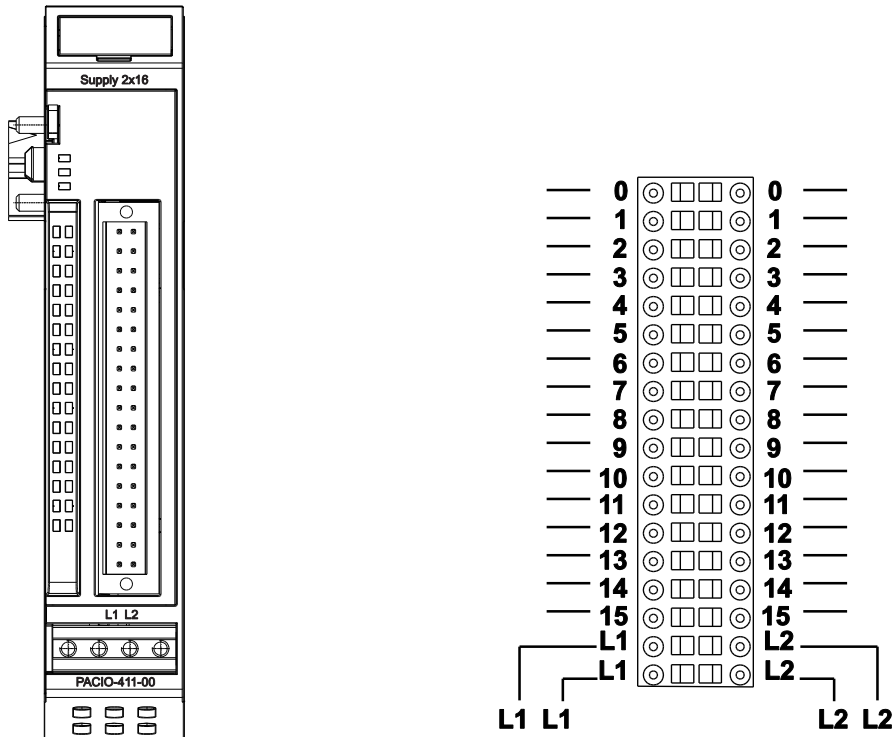 Supply 2x16
L1 L2
PACIO-411-00
0 0
1 1
2 2
3 3
4 4
5 5
6 6
7 7
8 8
9 9
10 10
11 11
12 12
13 13
14 14
15 15
L1 L2
L1 L2
L1 L1 L2 L2